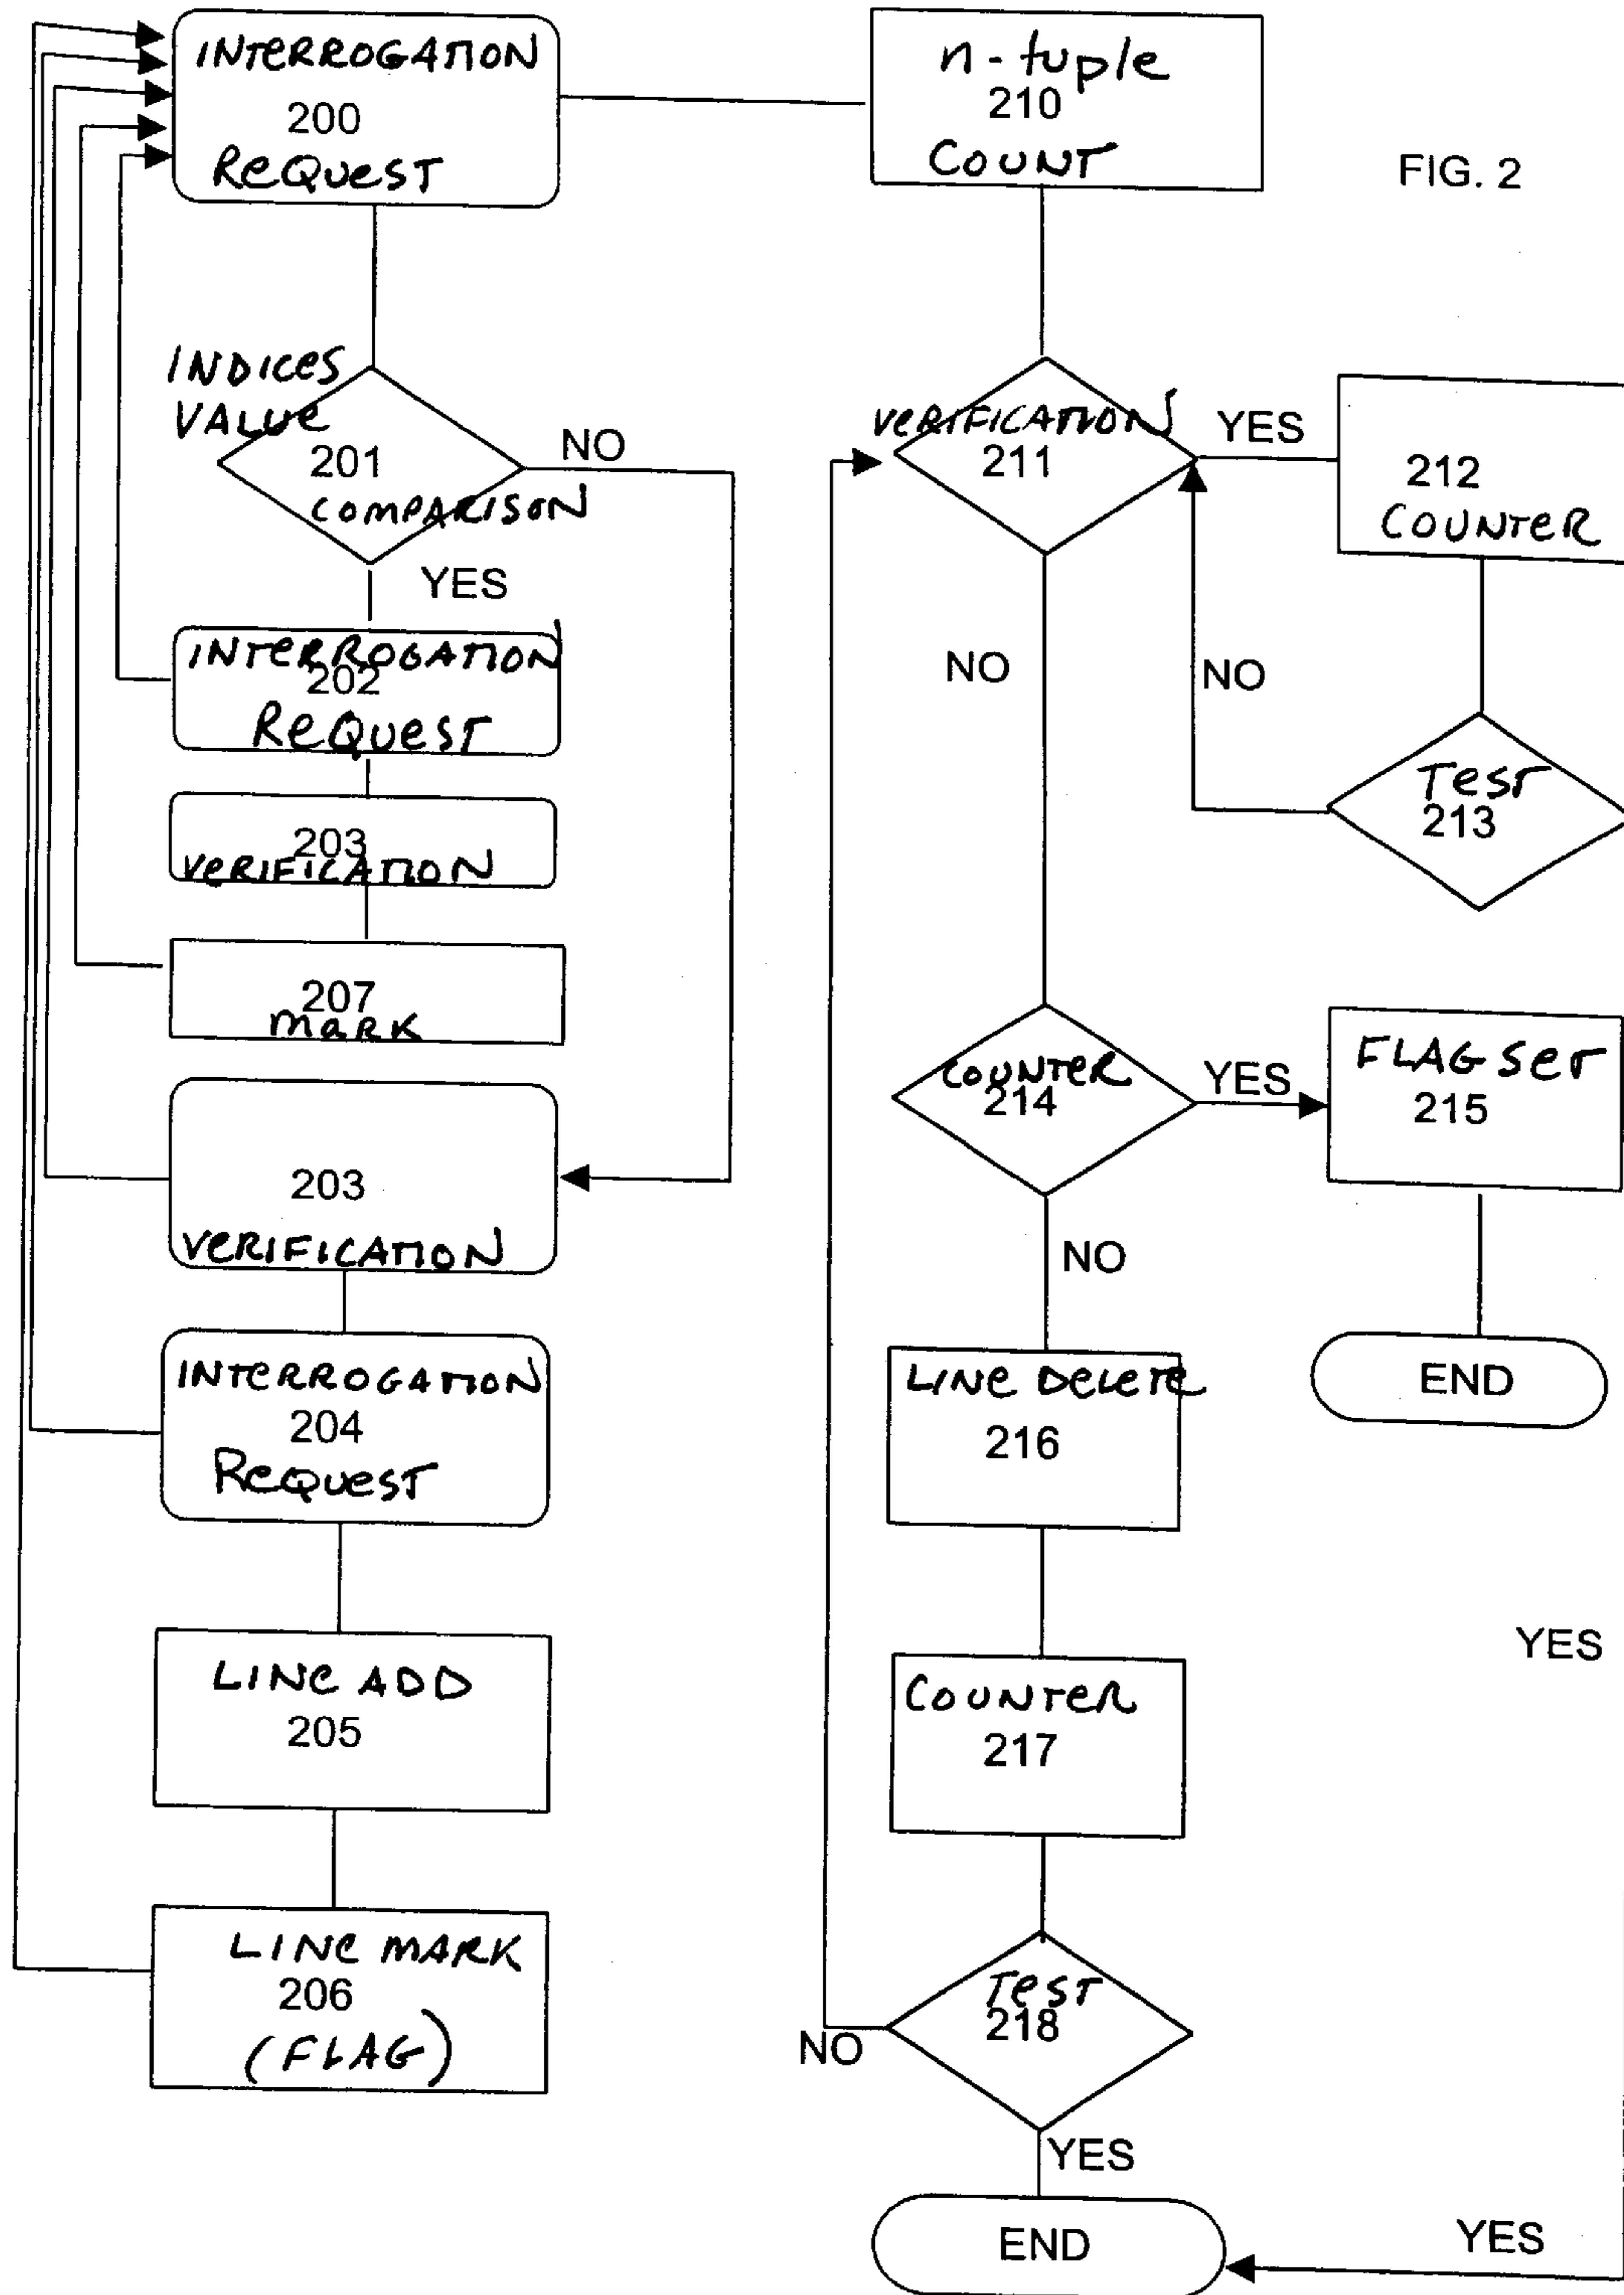 INTERROGATION
200
REQUEST
n-tuple
210
COUNT
FIG. 2
INDICES
VALUE
201
COMPARISON
NO
YES
VERIFICATION
211
YES
212
COUNTER
INTERROGATION
202
REQUEST
NO
NO
TEST
213
203
VERIFICATION
207
MARK
203
VERIFICATION
COUNTER
214
YES
FLAG SET
215
NO
END
INTERROGATION
204
REQUEST
LINE DELETE
216
LINE ADD
205
COUNTER
217
YES
LINE MARK
206
(FLAG)
TEST
218
NO
YES
END
YES